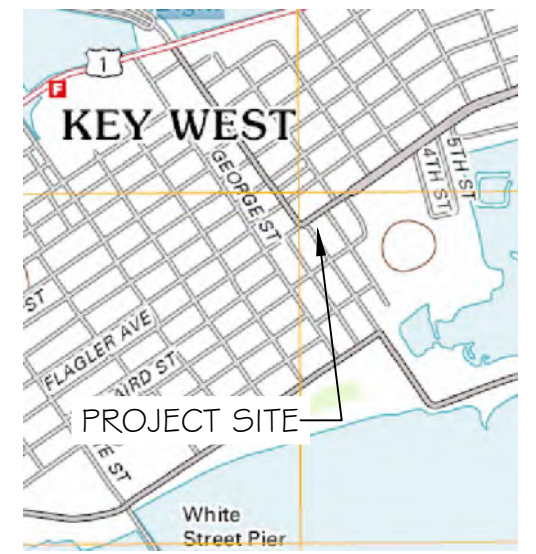 1
F
KEY WEST
GEORGE ST
4TH ST
5TH ST
ST
FLAGLER AVE
AIRD ST
PROJECT SITE
E ST
White
Street Pier